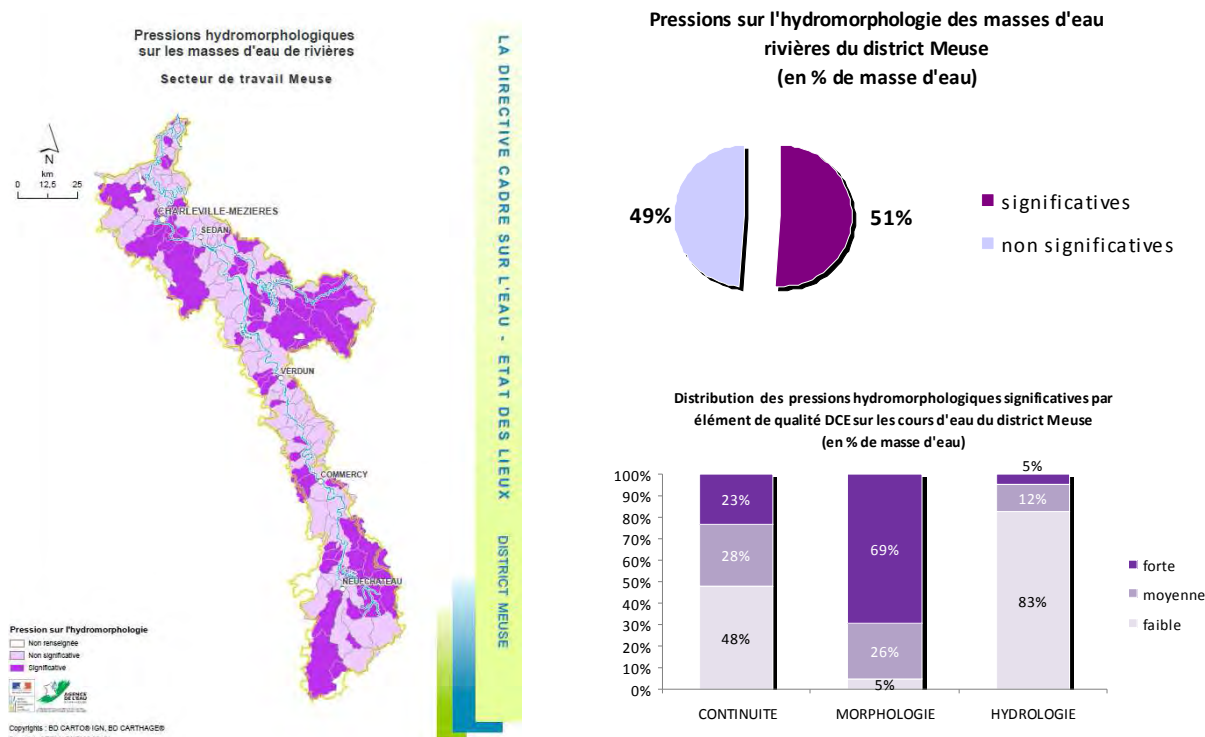 Pressions hydromorphologiques
sur les masses d'eau de rivières
Secteur de travail Meuse
N
km
0 12,5 25
CHARLEVILLE-MEZIERES
SEDAN
VERDUN
COMMERCY
NEUFCHATEAU
Pression sur l'hydromorphologie
Non renseignée
Non significative
Significative
AGENCE
DE L'EAU
Copyrights : BD CARTO® IGN, BD CARTHAGE®
LA DIRECTIVE CADRE SUR L'EAU - ETAT DES LIEUX DISTRICT MEUSE
Pressions sur l'hydromorphologie des masses d'eau
rivières du district Meuse
(en % de masse d'eau)
49%
51%
significatives
non significatives
Distribution des pressions hydromorphologiques significatives par
élément de qualité DCE sur les cours d'eau du district Meuse
(en % de masse d'eau)
100%
90%
80%
70%
60%
50%
40%
30%
20%
10%
0%
23%
28%
48%
69%
26%
5%
5%
12%
83%
CONTINUITE
MORPHOLOGIE
HYDROLOGIE
forte
moyenne
faible